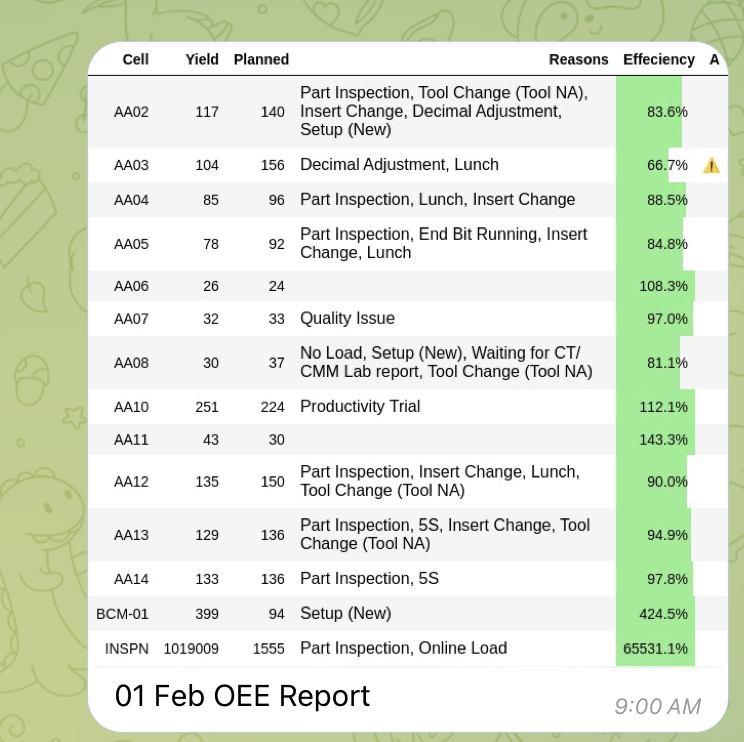 Cell Yield Planned Reasons Effeciency A
AA02 117 140 Part Inspection, Tool Change (Tool NA), Insert Change, Decimal Adjustment, Setup (New) 83.6%
AA03 104 156 Decimal Adjustment, Lunch 66.7% ⚠️
AA04 85 96 Part Inspection, Lunch, Insert Change 88.5%
AA05 78 92 Part Inspection, End Bit Running, Insert Change, Lunch 84.8%
AA06 26 24 108.3%
AA07 32 33 Quality Issue 97.0%
AA08 30 37 No Load, Setup (New), Waiting for CT/ CMM Lab report, Tool Change (Tool NA) 81.1%
AA10 251 224 Productivity Trial 112.1%
AA11 43 30 143.3%
AA12 135 150 Part Inspection, Insert Change, Lunch, Tool Change (Tool NA) 90.0%
AA13 129 136 Part Inspection, 5S, Insert Change, Tool Change (Tool NA) 94.9%
AA14 133 136 Part Inspection, 5S 97.8%
BCM-01 399 94 Setup (New) 424.5%
INSPN 1019009 1555 Part Inspection, Online Load 65531.1%
01 Feb OEE Report
9:00 AM